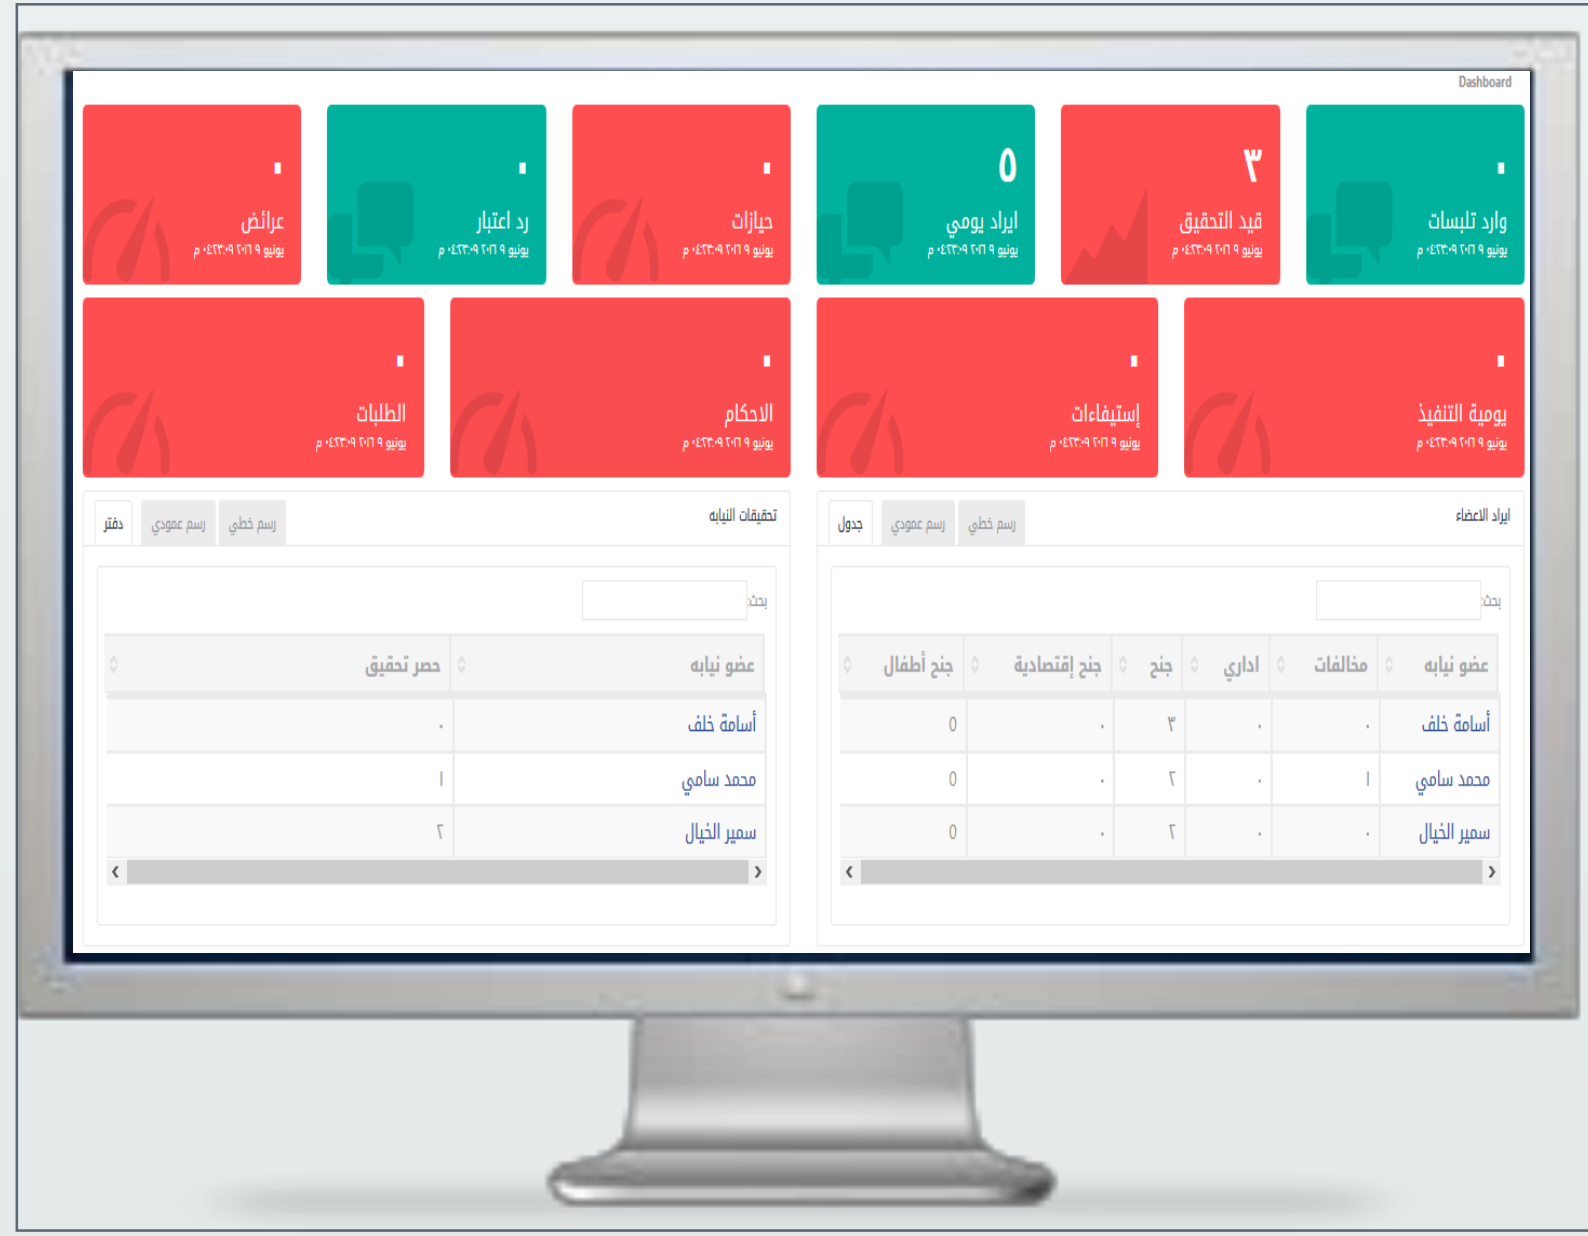 Dashboard
٠
وارد تلبسات
يونيو ٩ ٢٠١٦ ٠٤:٢٣:٠٩ م
٣
قيد التحقيق
يونيو ٩ ٢٠١٦ ٠٤:٢٣:٠٩ م
٥
ايراد يومي
يونيو ٩ ٢٠١٦ ٠٤:٢٣:٠٩ م
٠
حيازات
يونيو ٩ ٢٠١٦ ٠٤:٢٣:٠٩ م
٠
رد اعتبار
يونيو ٩ ٢٠١٦ ٠٤:٢٣:٠٩ م
٠
عرائض
يونيو ٩ ٢٠١٦ ٠٤:٢٣:٠٩ م
٠
يومية التنفيذ
يونيو ٩ ٢٠١٦ ٠٤:٢٣:٠٩ م
٠
إستيفاءات
يونيو ٩ ٢٠١٦ ٠٤:٢٣:٠٩ م
٠
الاحكام
يونيو ٩ ٢٠١٦ ٠٤:٢٣:٠٩ م
٠
الطلبات
يونيو ٩ ٢٠١٦ ٠٤:٢٣:٠٩ م
ايراد الاعضاء رسم خطي رسم عمودي جدول
بحث:
عضو نيابه مخالفات اداري جنح جنح إقتصادية جنح أطفال
أسامة خلف ٠ ٠ ٣ ٠ ٥
محمد سامي ١ ٠ ٢ ٠ ٥
سمير الخيال ٠ ٠ ٢ ٠ ٥
تحقيقات النيابه رسم خطي رسم عمودي دفتر
بحث:
عضو نيابه حصر تحقيق
أسامة خلف ٠
محمد سامي ١
سمير الخيال ٢